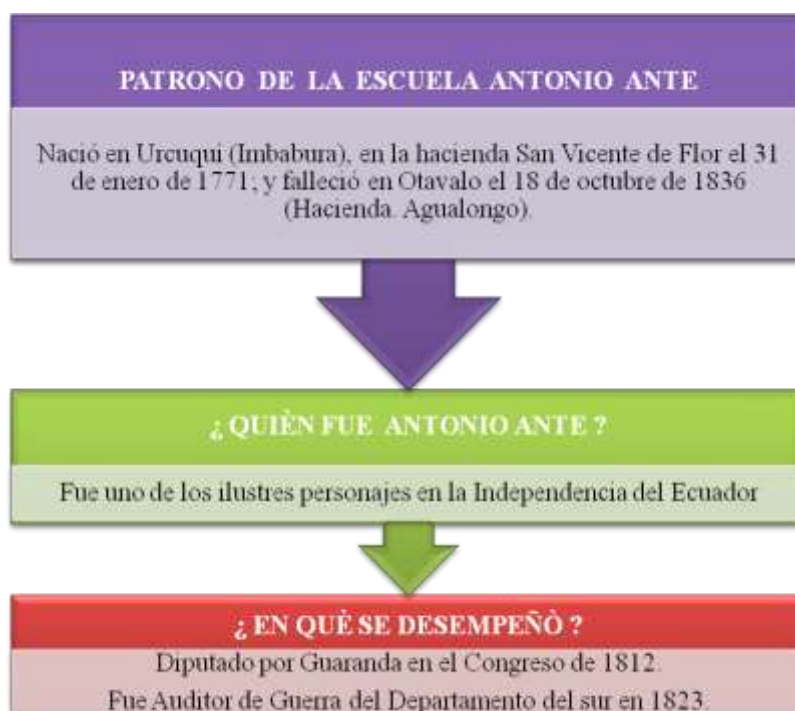 PATRONO DE LA ESCUELA ANTONIO ANTE
Nació en Urcuquí (Imbabura), en la hacienda San Vicente de Flor el 31
de enero de 1771; y falleció en Otavalo el 18 de octubre de 1836
(Hacienda. Agualongo).
¿ QUIÈN FUE ANTONIO ANTE ?
Fue uno de los ilustres personajes en la Independencia del Ecuador
¿ EN QUÈ SE DESEMPEÑÒ ?
Diputado por Guaranda en el Congreso de 1812.
Fue Auditor de Guerra del Departamento del sur en 1823.